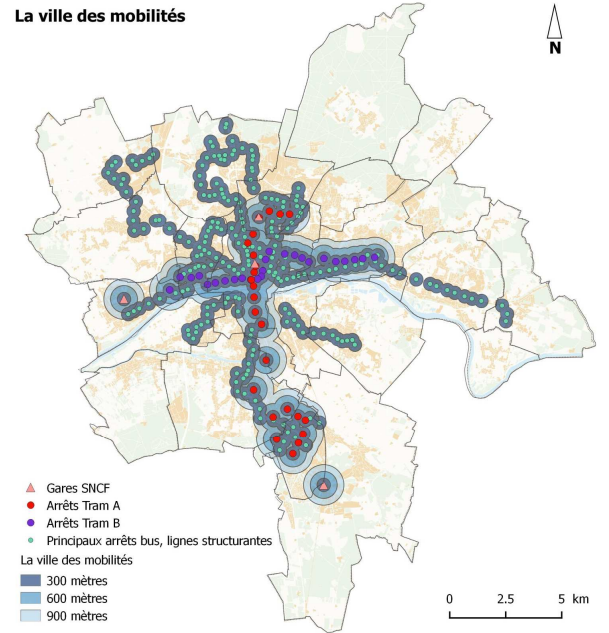 La ville des mobilités
N
Gares SNCF
Arrêts Tram A
Arrêts Tram B
Principaux arrêts bus, lignes structurantes
La ville des mobilités
300 mètres
600 mètres
900 mètres
0 2.5 5 km